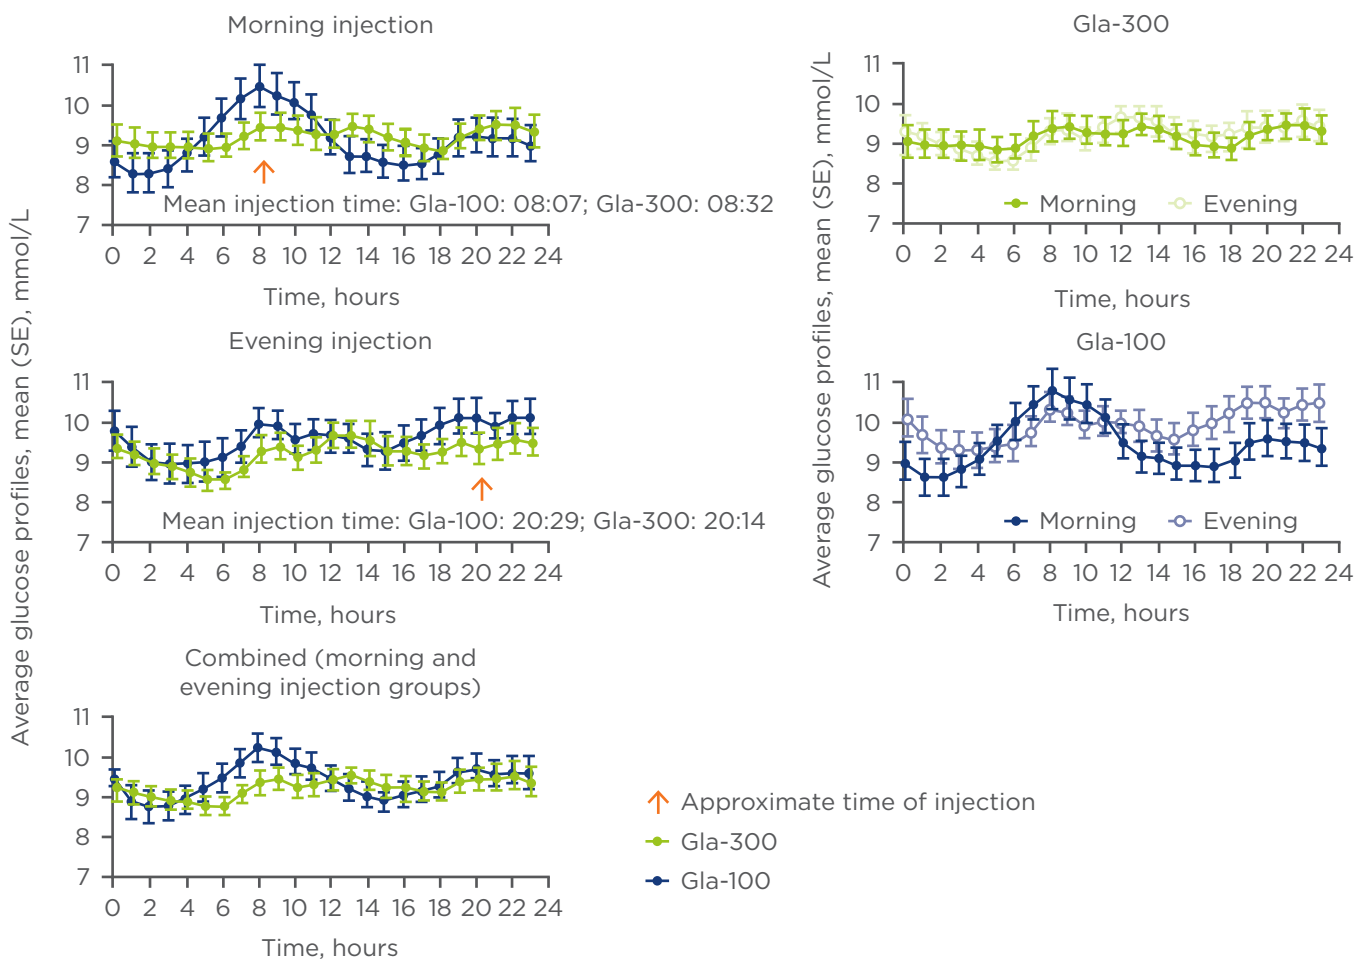 Morning injection
Average glucose profiles, mean (SE), mmol/L
11
10
9
8
7
Mean injection time: Gla-100: 08:07; Gla-300: 08:32
0 2 4 6 8 10 12 14 16 18 20 22 24
Time, hours
Evening injection
11
10
9
8
7
Mean injection time: Gla-100: 20:29; Gla-300: 20:14
0 2 4 6 8 10 12 14 16 18 20 22 24
Time, hours
Combined (morning and
evening injection groups)
11
10
9
8
7
0 2 4 6 8 10 12 14 16 18 20 22 24
Time, hours
Approximate time of injection
Gla-300
Gla-100
Gla-300
Average glucose profiles, mean (SE), mmol/L
11
10
9
8
7
Morning Evening
0 2 4 6 8 10 12 14 16 18 20 22 24
Time, hours
Gla-100
11
10
9
8
7
Morning Evening
0 2 4 6 8 10 12 14 16 18 20 22 24
Time, hours